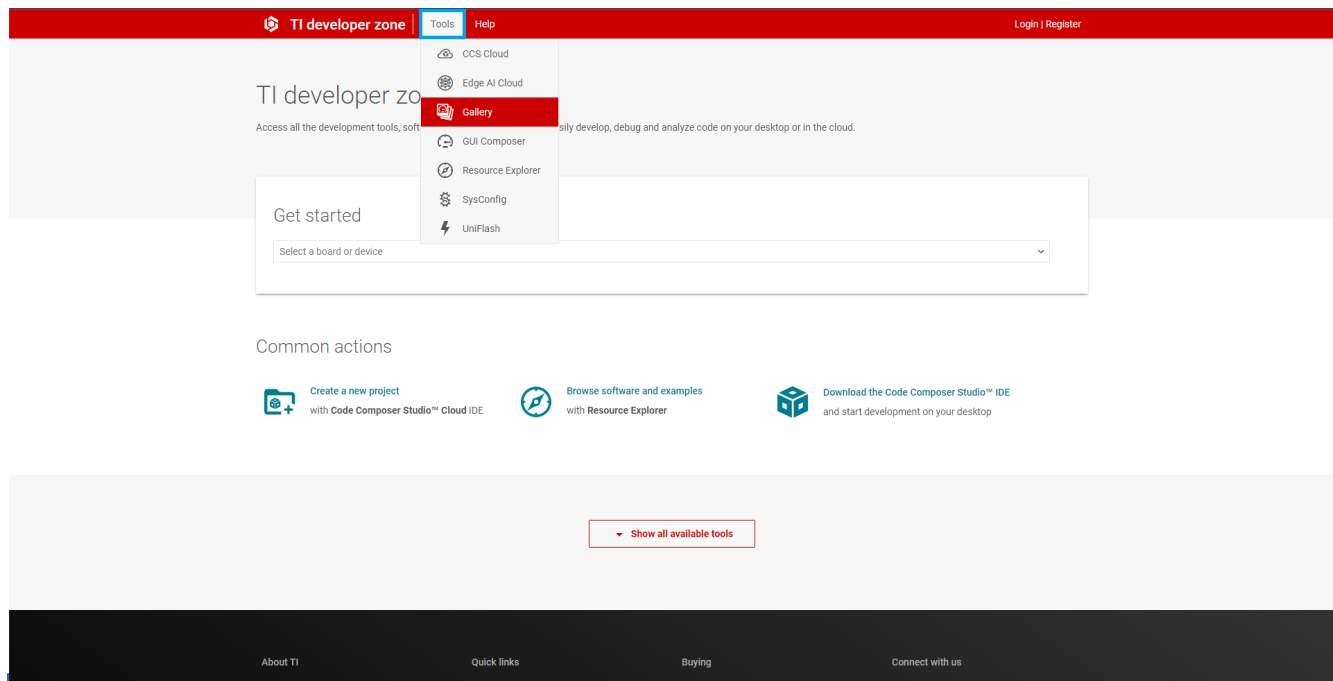 TI developer zone Tools Help Login | Register
CCS Cloud
Edge AI Cloud
Gallery
GUI Composer
Resource Explorer
SysConfig
UniFlash
TI developer zo
Access all the development tools, soft sily develop, debug and analyze code on your desktop or in the cloud.
Get started
Select a board or device
Common actions
Create a new project
with Code Composer Studio™ Cloud IDE
Browse software and examples
with Resource Explorer
Download the Code Composer Studio™ IDE
and start development on your desktop
Show all available tools
About TI Quick links Buying Connect with us